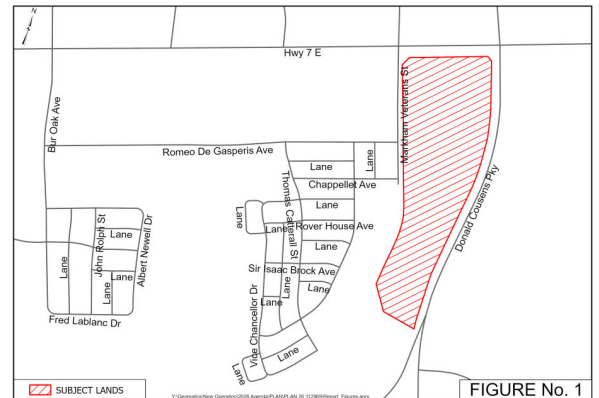 N
Hwy 7 E
Bur Oak Ave
Markham Veterans St
Romeo De Gasperis Ave
Lane
Lane
Chappellet Ave
Thomas Catterall St
Donald Cousens Pky
Lane
Lane
Lane
Rover House Ave
John Rolph St
Lane
Albert Newell Dr
Lane
Lane
Lane
Sir Isaac Brock Ave
Lane
Lane
Lane
Lane
Lo Lane
Vice Chancellor Dr
Fred Lablanc Dr
Lane
Lane
SUBJECT LANDS
FIGURE No. 1